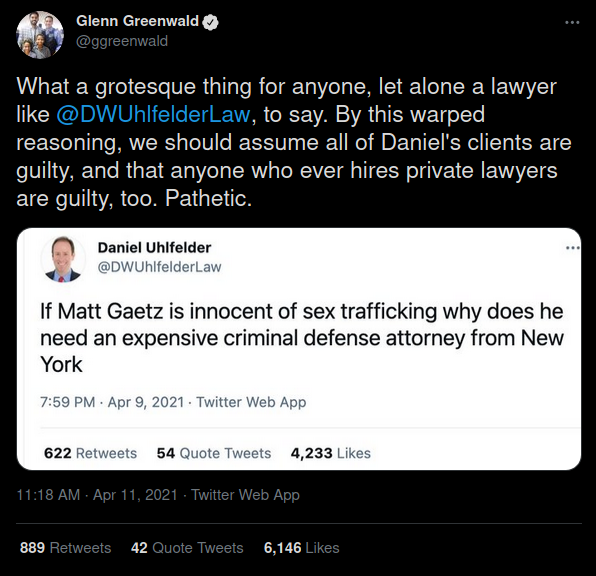 Glenn Greenwald
@ggreenwald
What a grotesque thing for anyone, let alone a lawyer
like @DWUhlfelderLaw, to say. By this warped
reasoning, we should assume all of Daniel's clients are
guilty, and that anyone who ever hires private lawyers
are guilty, too. Pathetic.
Daniel Uhlfelder
@DWUhlfelderLaw
If Matt Gaetz is innocent of sex trafficking why does he
need an expensive criminal defense attorney from New
York
7:59 PM · Apr 9, 2021 · Twitter Web App
622 Retweets 54 Quote Tweets 4,233 Likes
11:18 AM · Apr 11, 2021 · Twitter Web App
889 Retweets 42 Quote Tweets 6,146 Likes